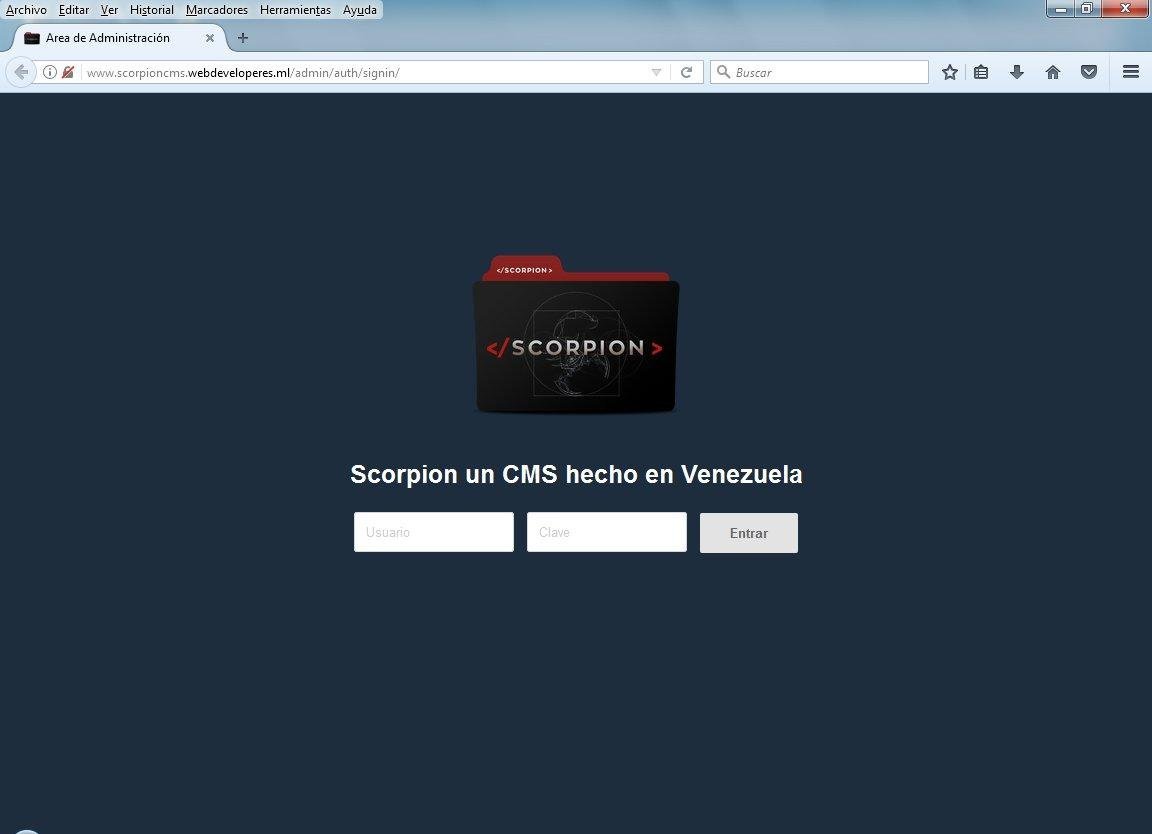 Archivo Editar Ver Historial Marcadores Herramientas Ayuda
Area de Administración
www.scorpioncms.webdeveloperes.ml/admin/auth/signin/
Buscar
</SCORPION>
</SCORPION>
Scorpion un CMS hecho en Venezuela
Usuario Clave Entrar